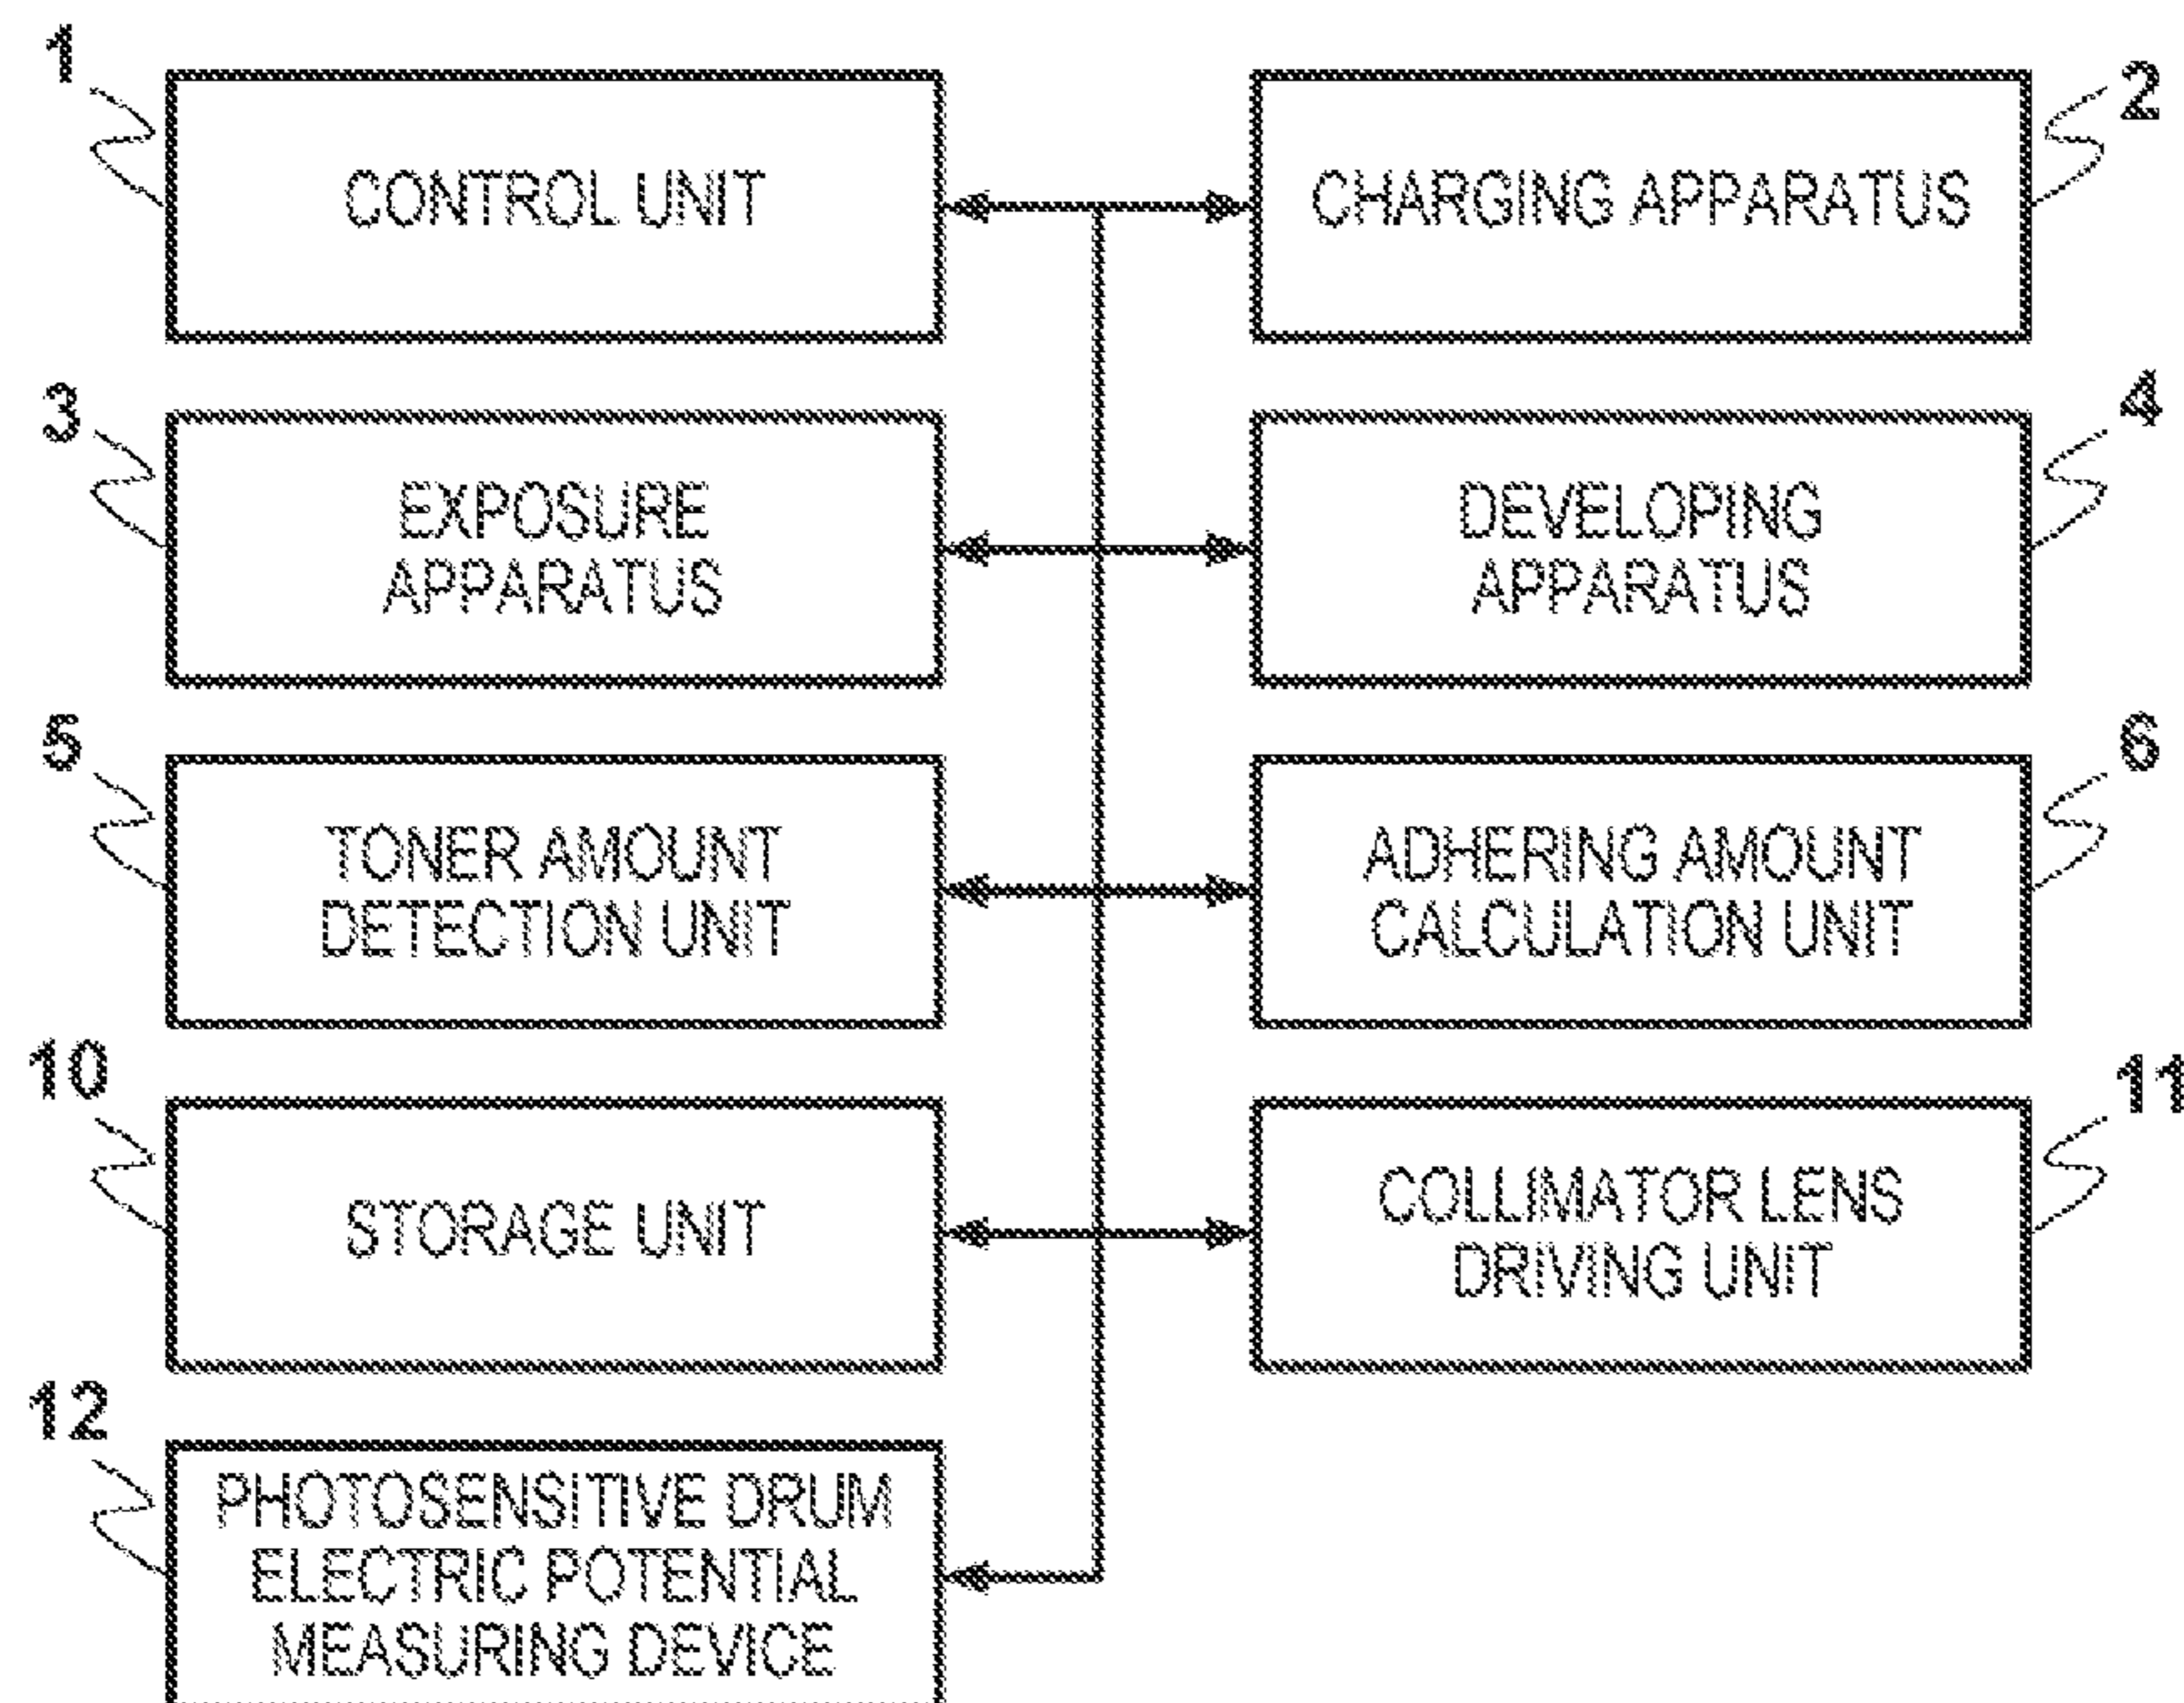 1
CONTROL UNIT
2
CHARGING APPARATUS
3
EXPOSURE
APPARATUS
4
DEVELOPING
APPARATUS
5
TONER AMOUNT
DETECTION UNIT
6
ADHERING AMOUNT
CALCULATION UNIT
10
STORAGE UNIT
11
COLLIMATOR LENS
DRIVING UNIT
12
PHOTOSENSITIVE DRUM
ELECTRIC POTENTIAL
MEASURING DEVICE